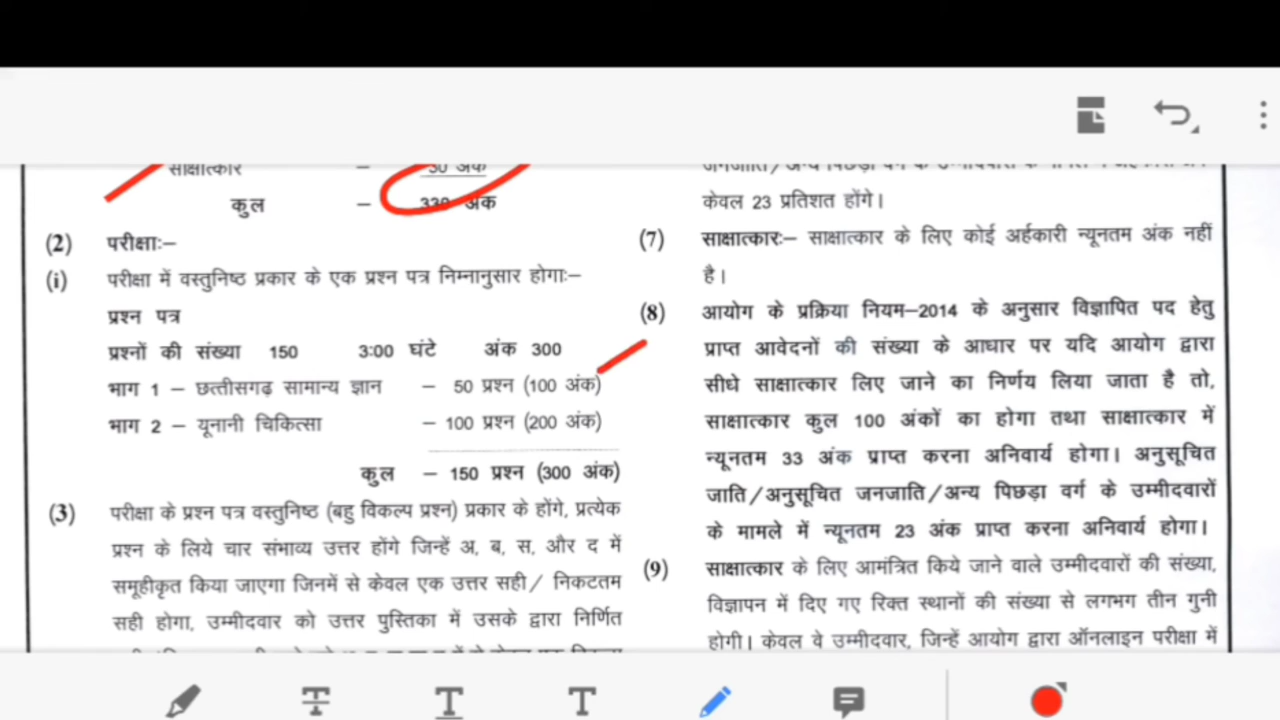 साक्षात्कार – 30 अंक
कुल – 330 अंक
(2) परीक्षाः–
(i) परीक्षा में वस्तुनिष्ठ प्रकार के एक प्रश्न पत्र निम्नानुसार होगाः–
प्रश्न पत्र
प्रश्नों की संख्या 150 3:00 घंटे अंक 300
भाग 1 – छत्तीसगढ़ सामान्य ज्ञान – 50 प्रश्न (100 अंक)
भाग 2 – यूनानी चिकित्सा – 100 प्रश्न (200 अंक)
कुल – 150 प्रश्न (300 अंक)
(3) परीक्षा के प्रश्न पत्र वस्तुनिष्ठ (बहु विकल्प प्रश्न) प्रकार के होंगे, प्रत्येक
प्रश्न के लिये चार संभाव्य उत्तर होंगे जिन्हें अ, ब, स, और द में
समूहीकृत किया जाएगा जिनमें से केवल एक उत्तर सही/ निकटतम
सही होगा, उम्मीदवार को उत्तर पुस्तिका में उसके द्वारा निर्णित
केवल 23 प्रतिशत होंगे।
(7) साक्षात्कारः– साक्षात्कार के लिए कोई अर्हकारी न्यूनतम अंक नहीं
है।
(8) आयोग के प्रक्रिया नियम–2014 के अनुसार विज्ञापित पद हेतु
प्राप्त आवेदनों की संख्या के आधार पर यदि आयोग द्वारा
सीधे साक्षात्कार लिए जाने का निर्णय लिया जाता है तो,
साक्षात्कार कुल 100 अंकों का होगा तथा साक्षात्कार में
न्यूनतम 33 अंक प्राप्त करना अनिवार्य होगा। अनुसूचित
जाति/अनुसूचित जनजाति/अन्य पिछड़ा वर्ग के उम्मीदवारों
के मामले में न्यूनतम 23 अंक प्राप्त करना अनिवार्य होगा।
(9) साक्षात्कार के लिए आमंत्रित किये जाने वाले उम्मीदवारों की संख्या,
विज्ञापन में दिए गए रिक्त स्थानों की संख्या से लगभग तीन गुनी
होगी। केवल वे उम्मीदवार, जिन्हें आयोग द्वारा ऑनलाइन परीक्षा में